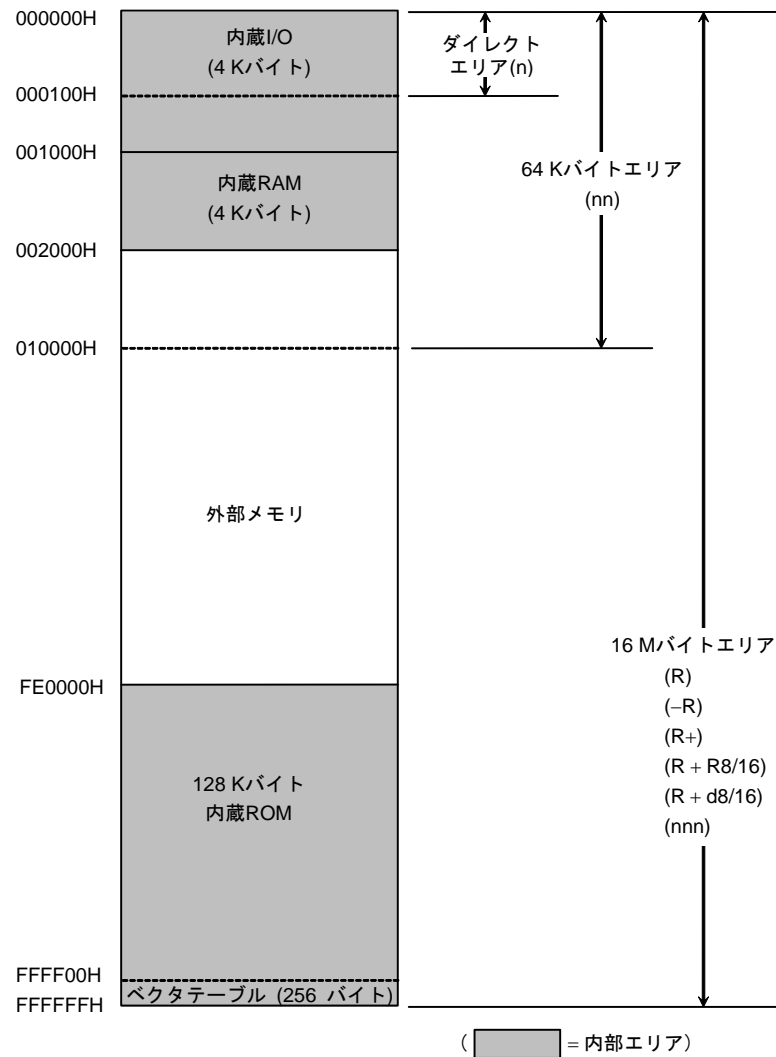 000000H
内蔵I/O
(4 Kバイト)
000100H
001000H
内蔵RAM
(4 Kバイト)
002000H
010000H
外部メモリ
FE0000H
128 Kバイト
内蔵ROM
FFFF00H
FFFFFFH
ベクタテーブル (256 バイト)
ダイレクト
エリア(n)
64 Kバイトエリア
(nn)
16 Mバイトエリア
(R)
(−R)
(R+)
(R + R8/16)
(R + d8/16)
(nnn)
( = 内部エリア)